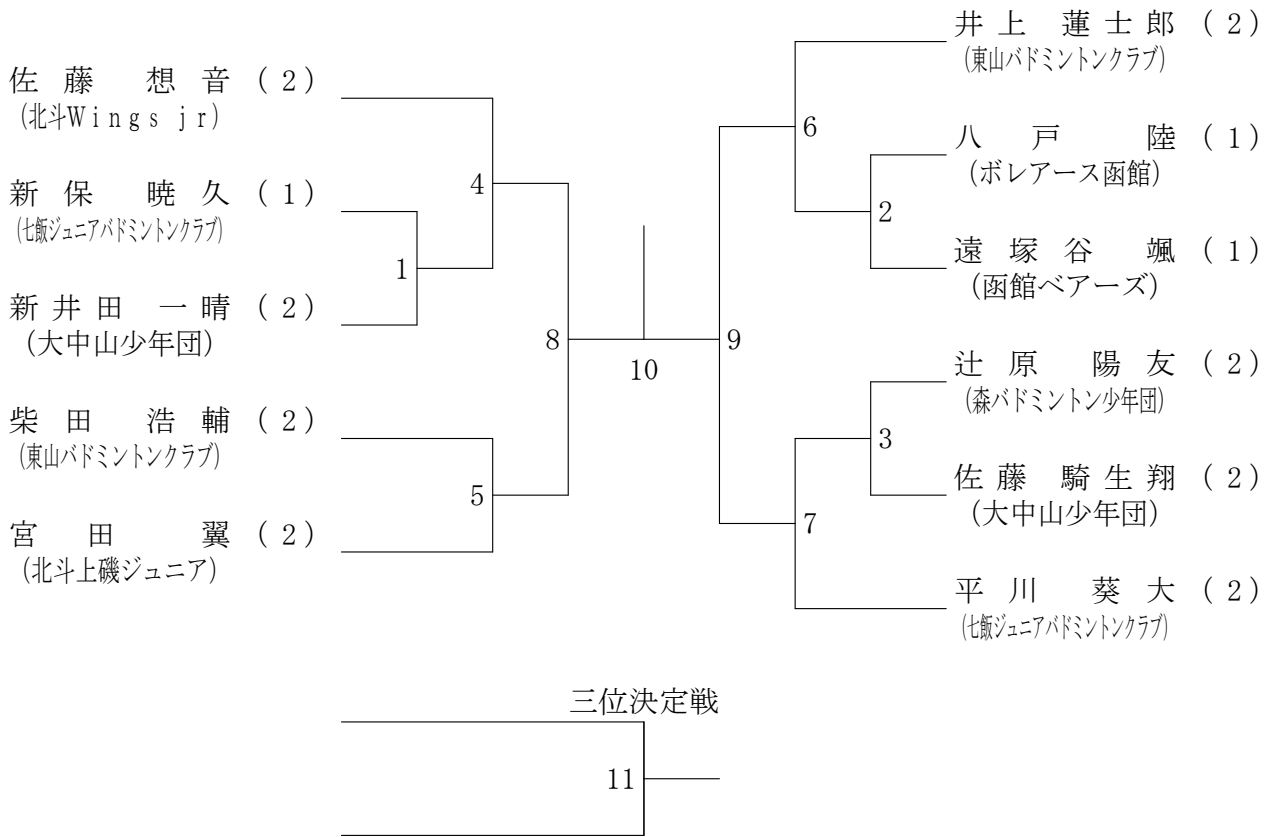 佐藤 想音 (2)
(北斗Wings jr)
新保 暁久 (1)
(七飯ジュニアバドミントンクラブ)
新井田 一晴 (2)
(大中山少年団)
柴田 浩輔 (2)
(東山バドミントンクラブ)
宮田 翼 (2)
(北斗上磯ジュニア)
4
1
8
5
10
井上 蓮士郎 (2)
(東山バドミントンクラブ)
八戸 陸 (1)
(ボレアース函館)
遠塚谷 颯 (1)
(函館ベアーズ)
辻原 陽友 (2)
(森バドミントン少年団)
佐藤 騎生翔 (2)
(大中山少年団)
平川 葵大 (2)
(七飯ジュニアバドミントンクラブ)
6
2
9
3
7
三位決定戦
11